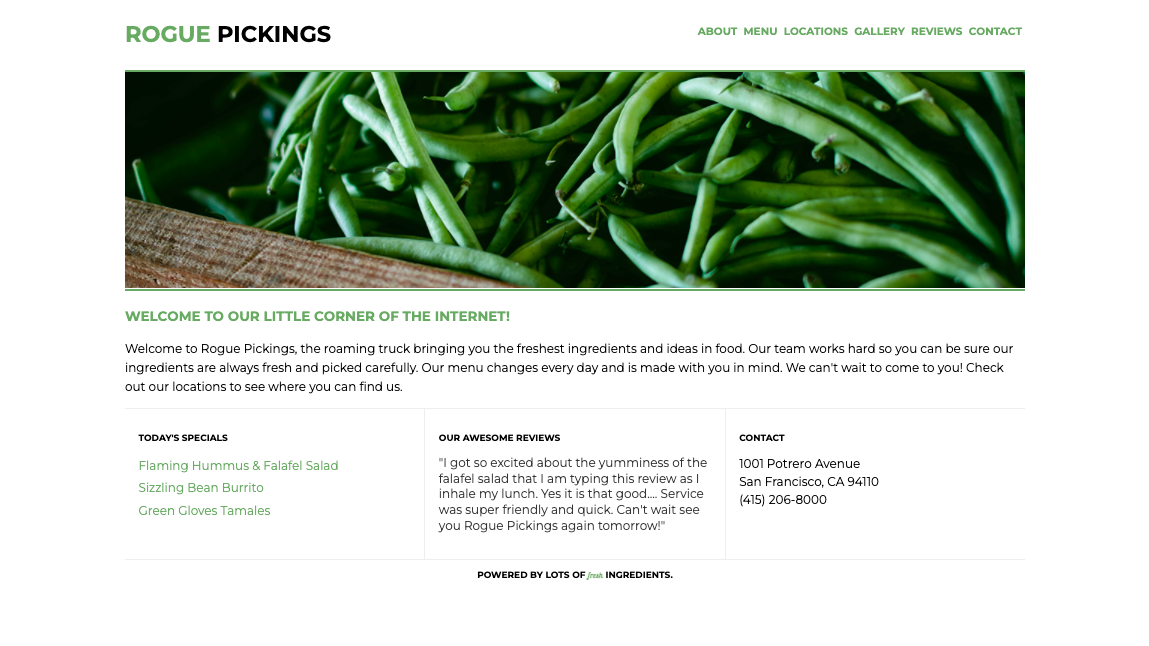 ROGUE PICKINGS
ABOUT MENU LOCATIONS GALLERY REVIEWS CONTACT
WELCOME TO OUR LITTLE CORNER OF THE INTERNET!
Welcome to Rogue Pickings, the roaming truck bringing you the freshest ingredients and ideas in food. Our team works hard so you can be sure our
ingredients are always fresh and picked carefully. Our menu changes every day and is made with you in mind. We can't wait to come to you! Check
out our locations to see where you can find us.
TODAY'S SPECIALS
Flaming Hummus & Falafel Salad
Sizzling Bean Burrito
Green Gloves Tamales
OUR AWESOME REVIEWS
"I got so excited about the yumminess of the
falafel salad that I am typing this review as I
inhale my lunch. Yes it is that good.... Service
was super friendly and quick. Can't wait see
you Rogue Pickings again tomorrow!"
CONTACT
1001 Potrero Avenue
San Francisco, CA 94110
(415) 206-8000
POWERED BY LOTS OF fresh INGREDIENTS.